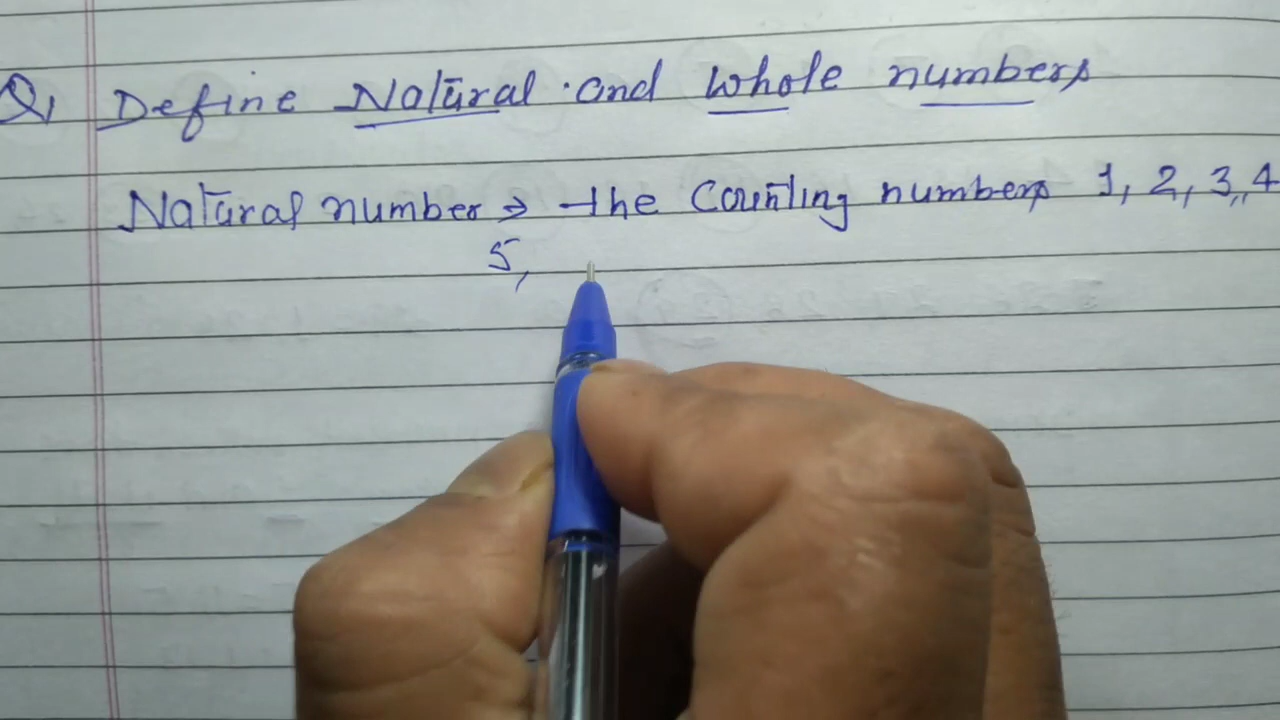 Q1 Define Natural and Whole numbers
Natural number → the Counting numbers 1, 2, 3, 4
5,